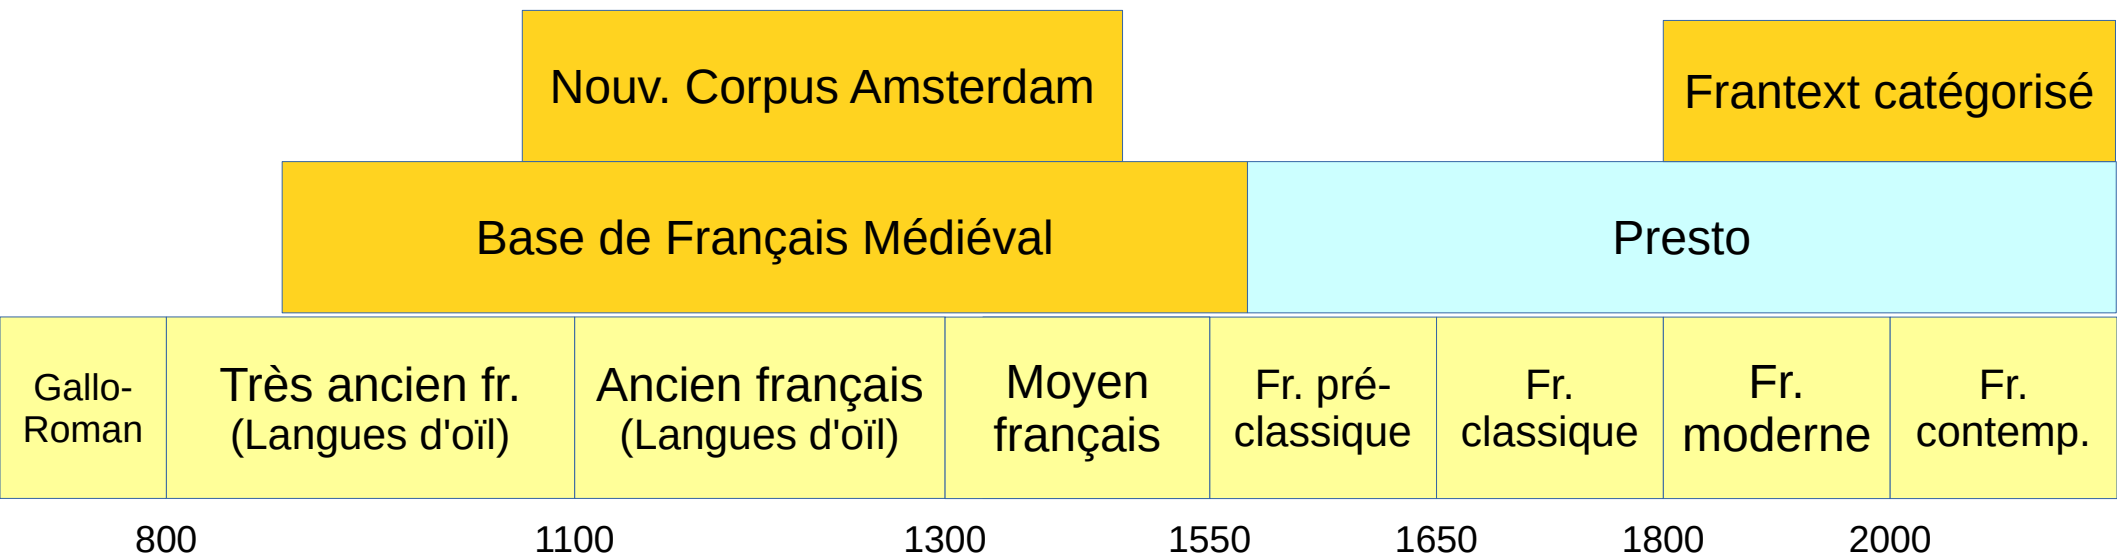 Nouv. Corpus Amsterdam
Frantext catégorisé
Base de Français Médiéval
Presto
Gallo-
Roman
Très ancien fr.
(Langues d'oïl)
Ancien français
(Langues d'oïl)
Moyen
français
Fr. pré-
classique
Fr.
classique
Fr.
moderne
Fr.
contemp.
800
1100
1300
1550
1650
1800
2000